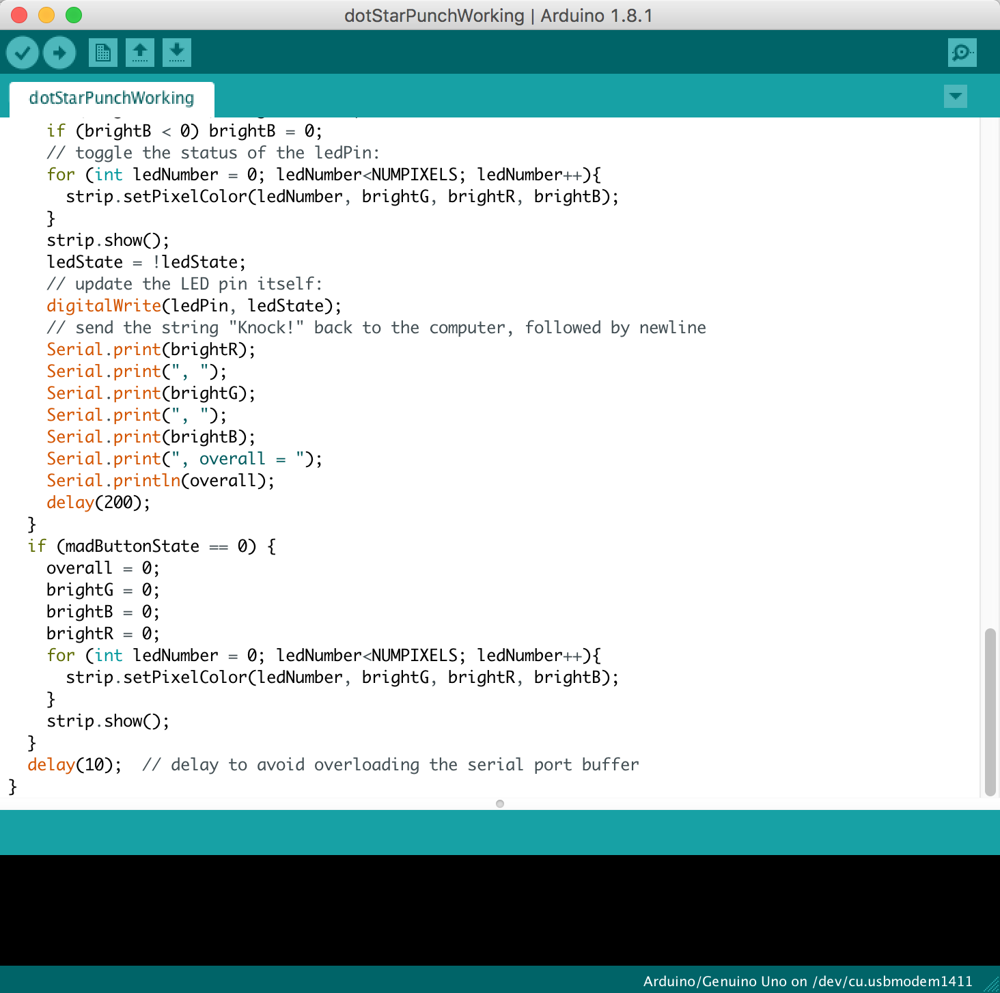 dotStarPunchWorking | Arduino 1.8.1
dotStarPunchWorking
if (brightB < 0) brightB = 0;
// toggle the status of the ledPin:
for (int ledNumber = 0; ledNumber<NUMPIXELS; ledNumber++){
strip.setPixelColor(ledNumber, brightG, brightR, brightB);
}
strip.show();
ledState = !ledState;
// update the LED pin itself:
digitalWrite(ledPin, ledState);
// send the string "Knock!" back to the computer, followed by newline
Serial.print(brightR);
Serial.print(", ");
Serial.print(brightG);
Serial.print(", ");
Serial.print(brightB);
Serial.print(", overall = ");
Serial.println(overall);
delay(200);
}
if (madButtonState == 0) {
overall = 0;
brightG = 0;
brightB = 0;
brightR = 0;
for (int ledNumber = 0; ledNumber<NUMPIXELS; ledNumber++){
strip.setPixelColor(ledNumber, brightG, brightR, brightB);
}
strip.show();
}
delay(10);  // delay to avoid overloading the serial port buffer
}
Arduino/Genuino Uno on /dev/cu.usbmodem1411